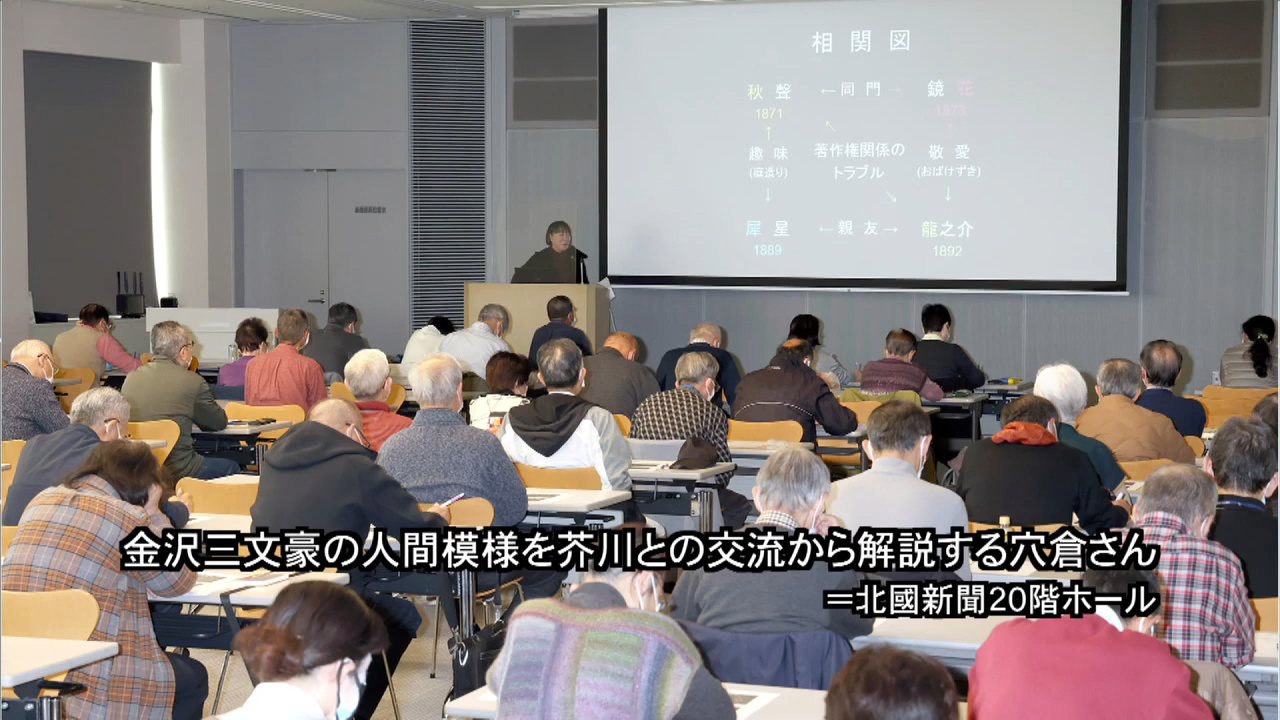 相関図
秋聲 ←同門→ 鏡花
1871 1873
趣味 著作権関係の 敬愛
(庭造り) トラブル (おばけずき)
犀星 ←親友→ 龍之介
1889 1892
金沢三文豪の人間模様を芥川との交流から解説する穴倉さん
＝北國新聞20階ホール